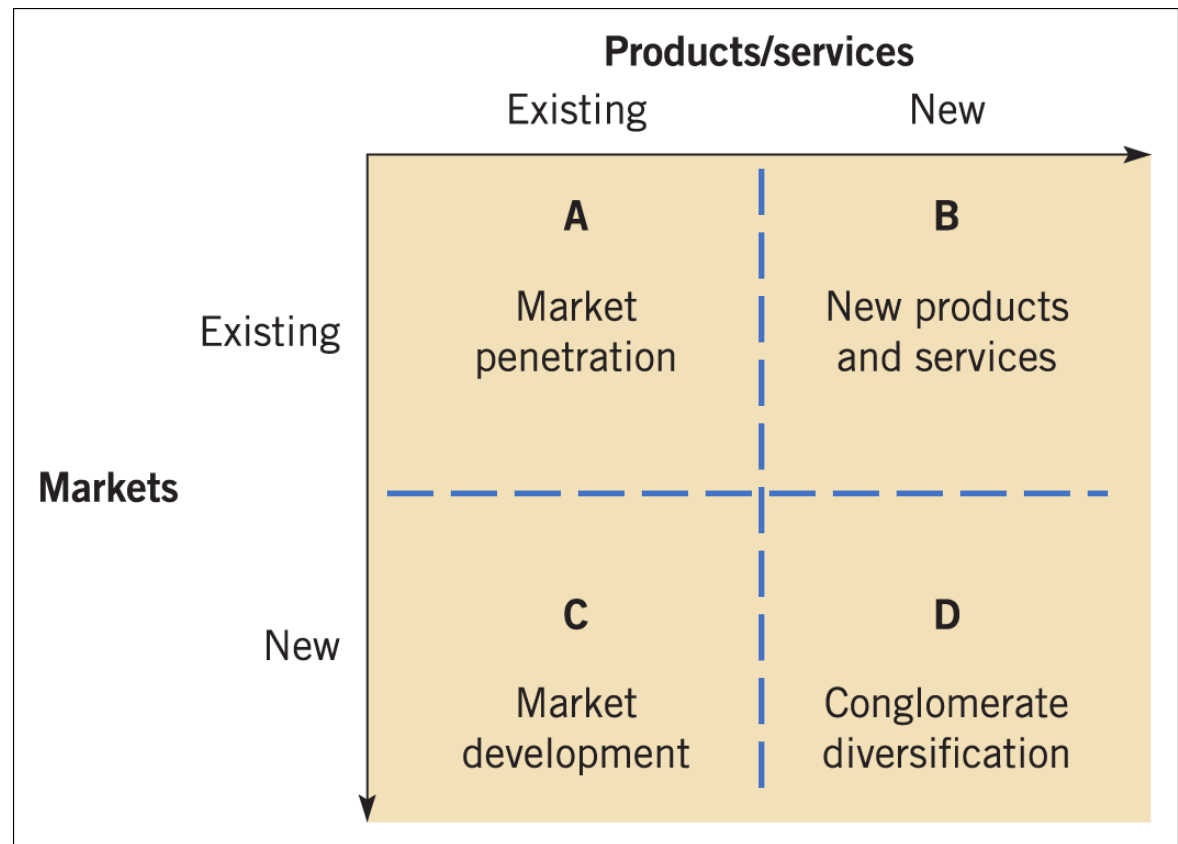 Products/services
Existing
New
A
B
Existing
Market
penetration
New products
and services
Markets
New
C
D
Market
development
Conglomerate
diversification